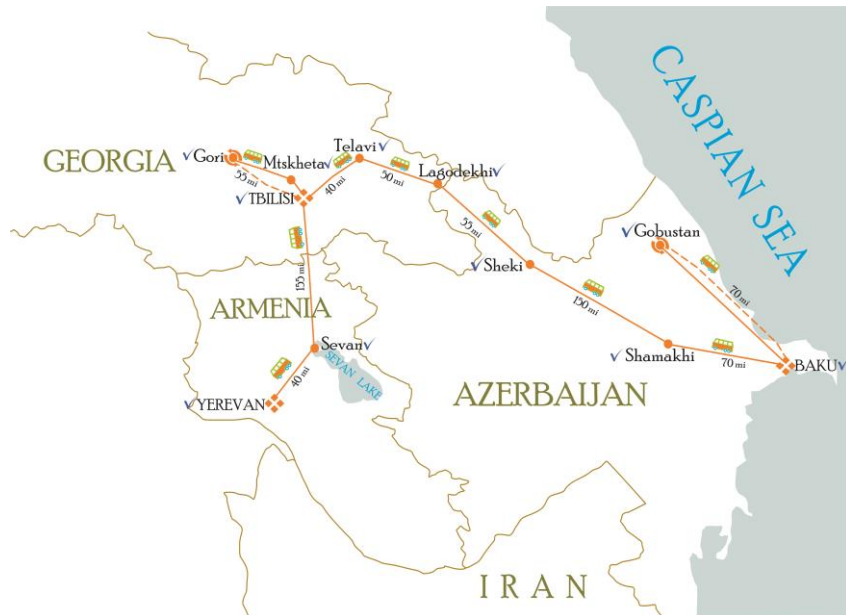 CASPIAN SEA
GEORGIA
Gori
Mtskheta
Telavi
Lagodekhi
55 mi
40 mi
50 mi
TBILISI
55 mi
Gobustan
Sheki
70 mi
155 mi
150 mi
ARMENIA
Sevan
SEVAN LAKE
Shamakhi
70 mi
BAKU
40 mi
YEREVAN
AZERBAIJAN
IRAN